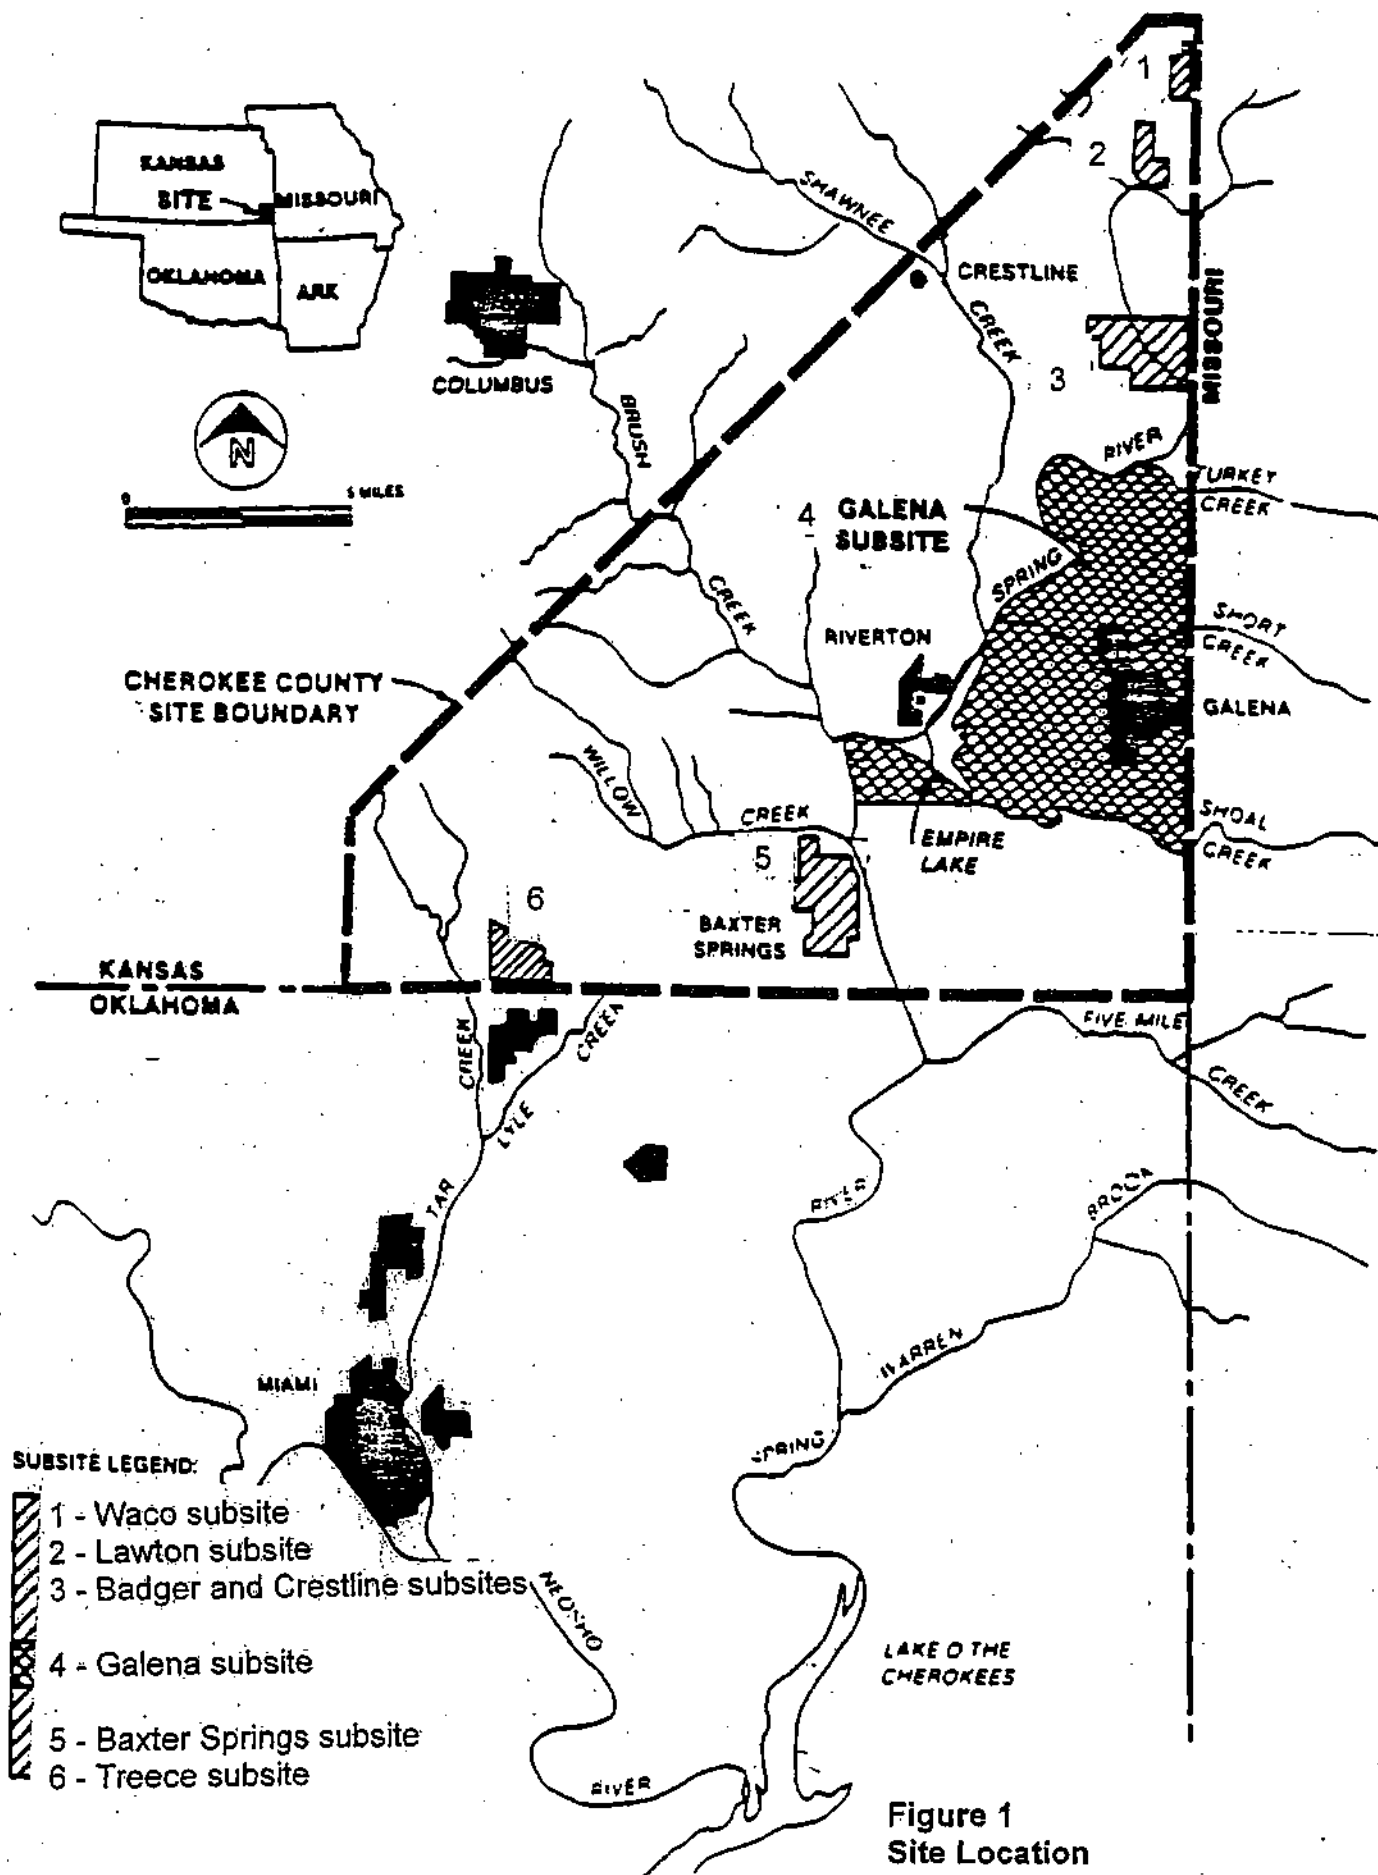 1
2
KANSAS
SITE
MISSOURI
OKLAHOMA
ARK
SHAWNEE
CREEK
CRESTLINE
MISSOURI
3
COLUMBUS
BRUSH
CREEK
N
0
5 MILES
RIVER
TURKEY
CREEK
4
GALENA
SUBSITE
SPRING
SHORT
CREEK
RIVERTON
CHEROKEE COUNTY
SITE BOUNDARY
GALENA
WILLOW
CREEK
SHOAL
CREEK
EMPIRE
LAKE
5
6
BAXTER
SPRINGS
KANSAS
OKLAHOMA
FIVE MILE
CREEK
CREEK
CREEK
LYLE
TAR
RIVER
BROOK
WARREN
MIAMI
SPRING
SUBSITE LEGEND:
1 - Waco subsite
2 - Lawton subsite
3 - Badger and Crestline subsites
4 - Galena subsite
5 - Baxter Springs subsite
6 - Treece subsite
NEOSHO
RIVER
LAKE O THE
CHEROKEES
Figure 1
Site Location